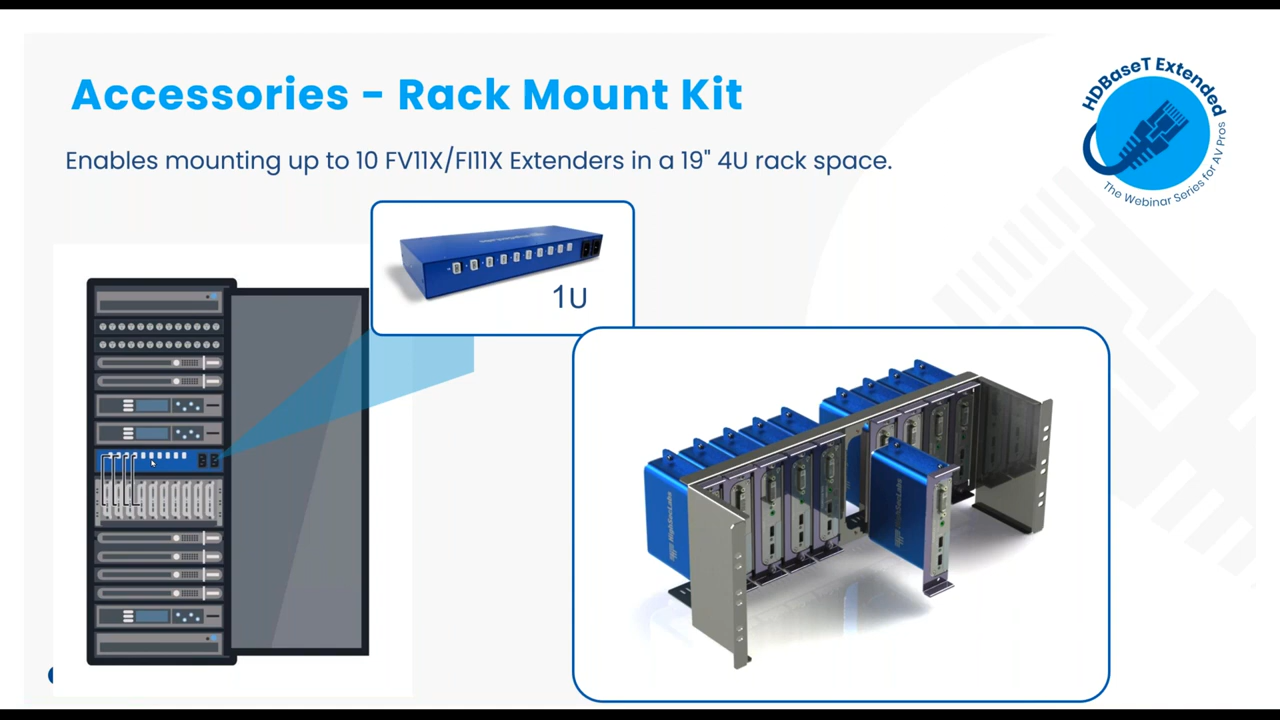 Accessories - Rack Mount Kit
Enables mounting up to 10 FV11X/FI11X Extenders in a 19" 4U rack space.
HDBaseT Extended
The Webinar Series for AV Pros
1U
HighSecLabs